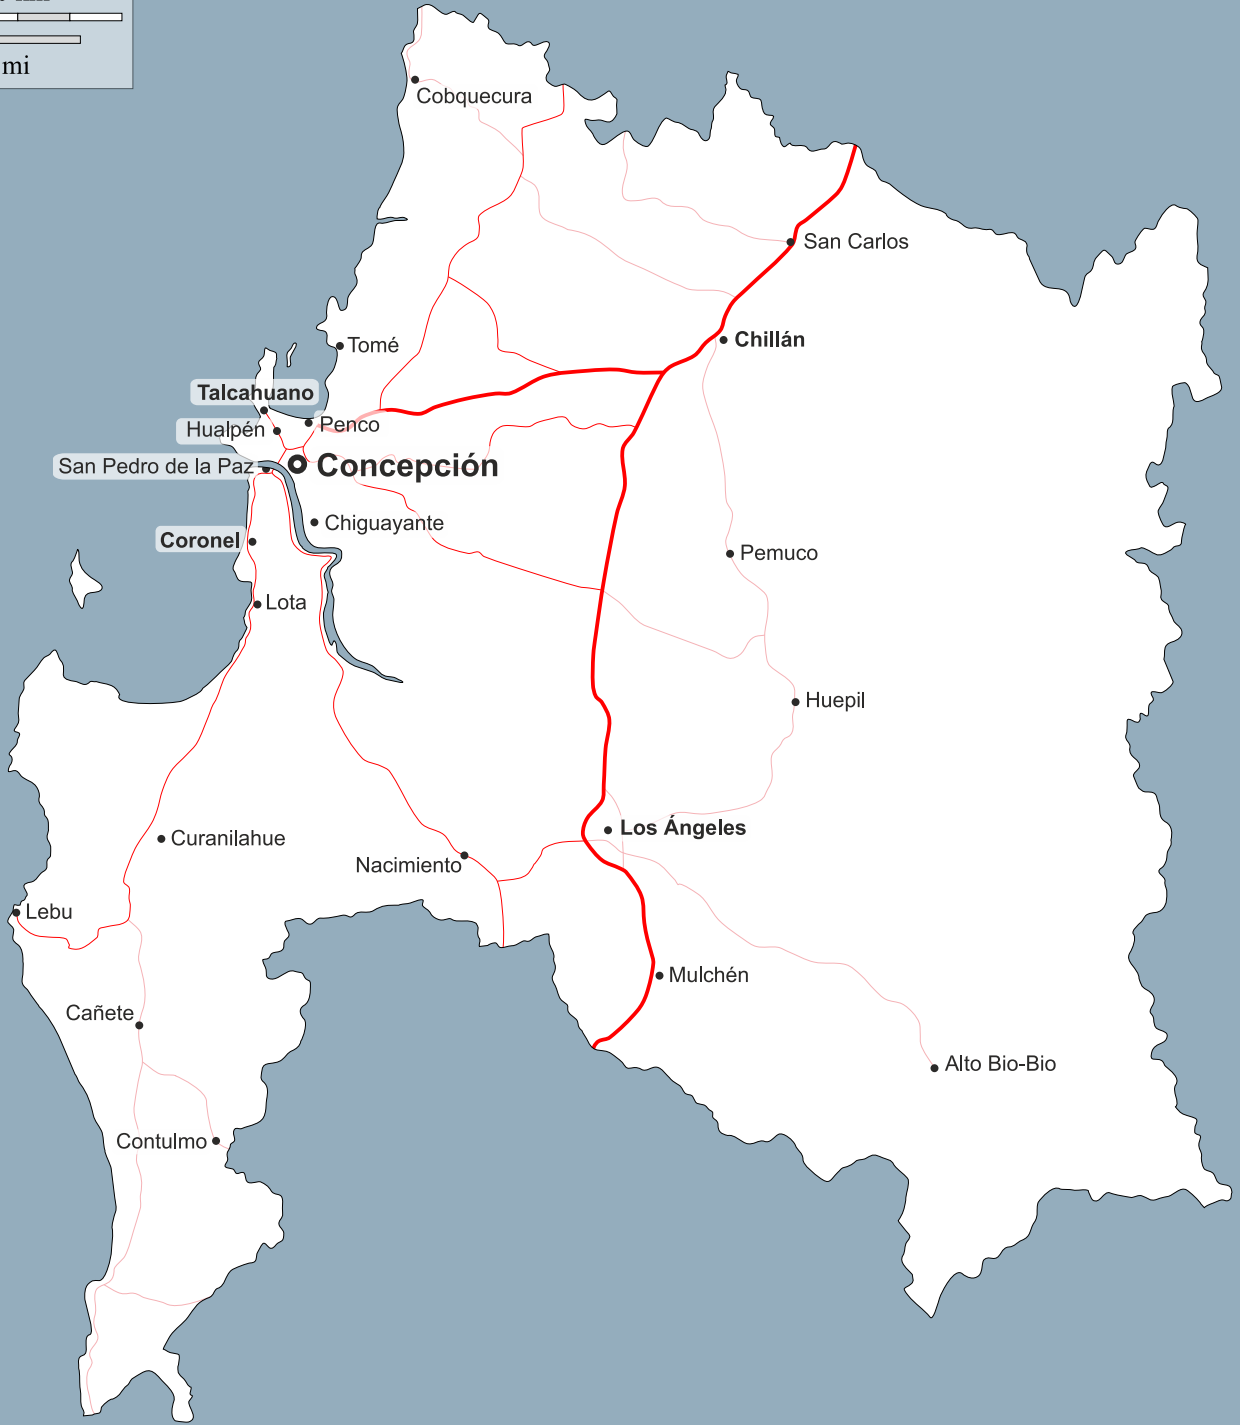 mi
Cobquecura
San Carlos
Chillán
Tomé
Talcahuano
Penco
Hualpén
San Pedro de la Paz
Concepción
Chiguayante
Coronel
Pemuco
Lota
Huepil
Los Ángeles
Curanilahue
Nacimiento
Lebu
Mulchén
Cañete
Alto Bio-Bio
Contulmo